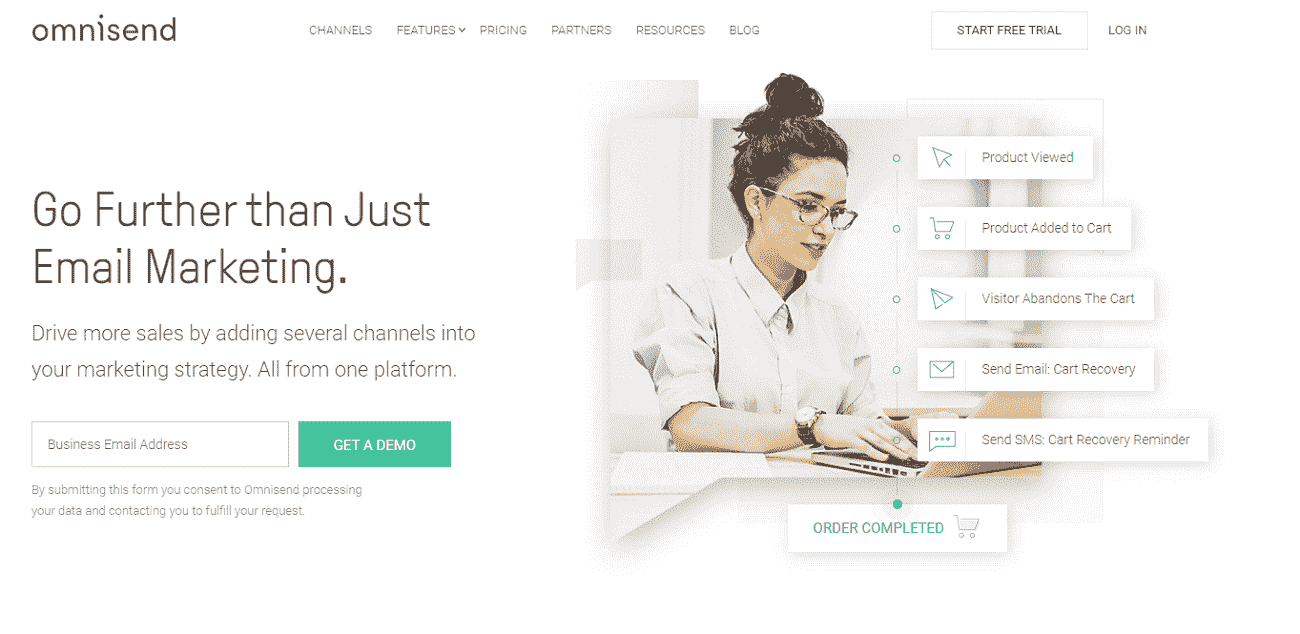 omnisend
CHANNELS
FEATURES
PRICING
PARTNERS
RESOURCES
BLOG
START FREE TRIAL
LOG IN
Go Further than Just
Email Marketing.
Drive more sales by adding several channels into
your marketing strategy. All from one platform.
Business Email Address
GET A DEMO
By submitting this form you consent to Omnisend processing
your data and contacting you to fulfill your request.
Product Viewed
Product Added to Cart
Visitor Abandons The Cart
Send Email: Cart Recovery
Send SMS: Cart Recovery Reminder
ORDER COMPLETED